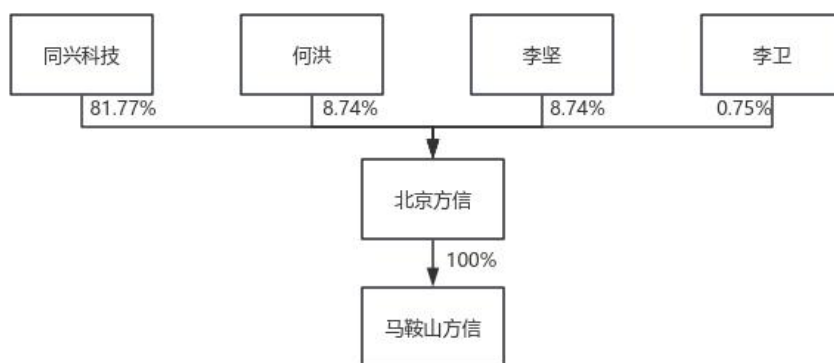 同兴科技
何洪
李坚
李卫
81.77%
8.74%
8.74%
0.75%
北京方信
100%
马鞍山方信